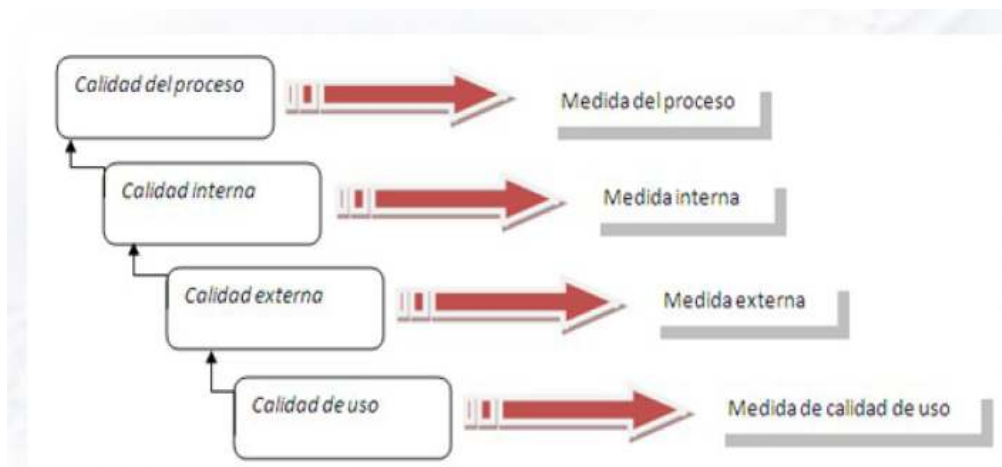 Calidad del proceso
Medida del proceso
Calidad interna
Medida interna
Calidad externa
Medida externa
Calidad de uso
Medida de calidad de uso